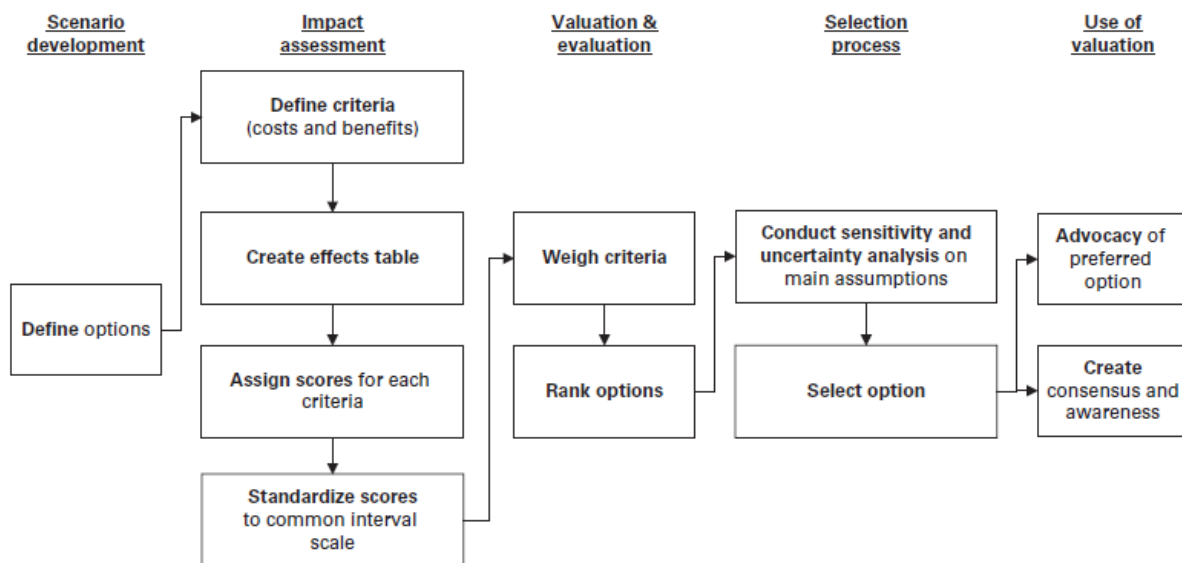 Scenario
development
Impact
assessment
Valuation &
evaluation
Selection
process
Use of
valuation
Define options
Define criteria
(costs and benefits)
Create effects table
Assign scores for each
criteria
Standardize scores
to common interval
scale
Weigh criteria
Rank options
Conduct sensitivity and
uncertainty analysis on
main assumptions
Select option
Advocacy of
preferred
option
Create
consensus and
awareness